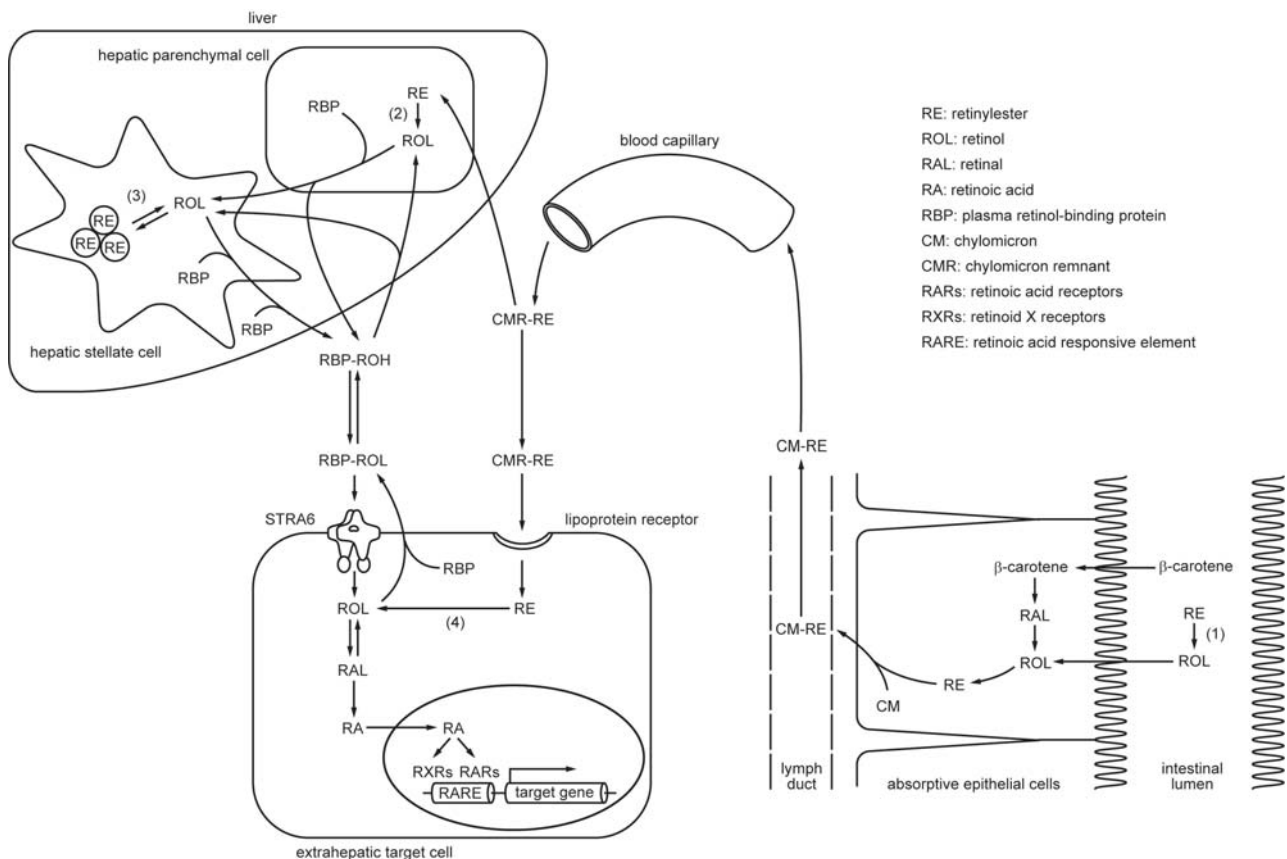 liver
hepatic parenchymal cell
RBP
RE
(2)
ROL
blood capillary
RE: retinylester
ROL: retinol
RAL: retinal
RA: retinoic acid
RBP: plasma retinol-binding protein
CM: chylomicron
CMR: chylomicron remnant
RARs: retinoic acid receptors
RXRs: retinoid X receptors
RARE: retinoic acid responsive element
(3)
ROL
RE
RE RE
RBP
RBP
hepatic stellate cell
CMR-RE
RBP-ROH
CM-RE
RBP-ROL
CMR-RE
STRA6
lipoprotein receptor
RBP
ROL
(4)
RE
RAL
RA
RA
RXRs RARs
RARE
target gene
extrahepatic target cell
β-carotene
β-carotene
RAL
RE
(1)
CM-RE
ROL
ROL
RE
CM
lymph
duct
absorptive epithelial cells
intestinal
lumen